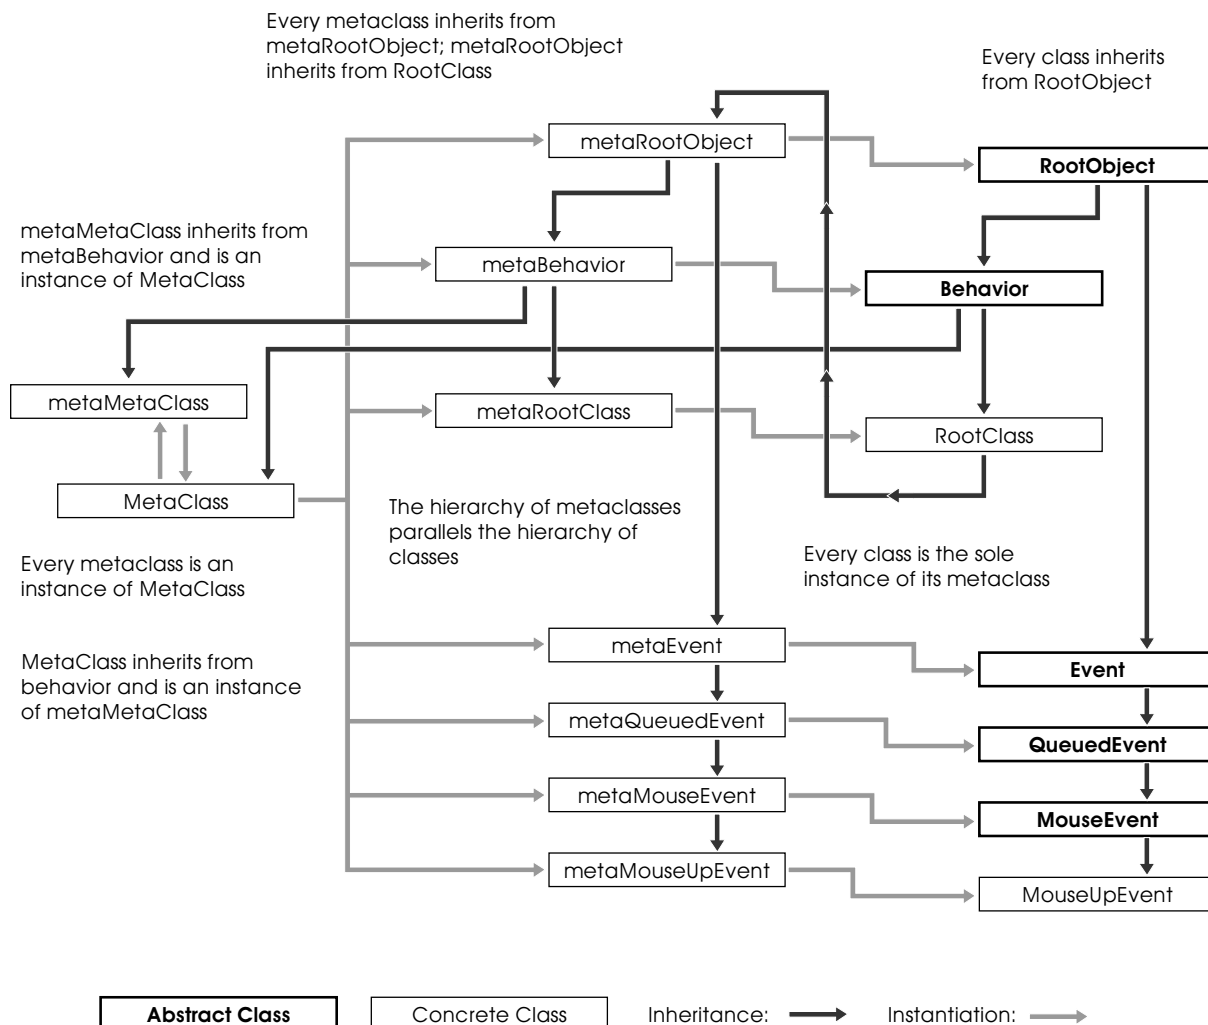 Every metaclass inherits from
metaRootObject; metaRootObject
inherits from RootClass
Every class inherits
from RootObject
metaRootObject
RootObject
metaMetaClass inherits from
metaBehavior and is an
instance of MetaClass
metaBehavior
Behavior
metaMetaClass
metaRootClass
RootClass
MetaClass
The hierarchy of metaclasses
parallels the hierarchy of
classes
Every metaclass is an
instance of MetaClass
Every class is the sole
instance of its metaclass
metaEvent
Event
MetaClass inherits from
behavior and is an instance
of metaMetaClass
metaQueuedEvent
QueuedEvent
metaMouseEvent
MouseEvent
metaMouseUpEvent
MouseUpEvent
Abstract Class
Concrete Class
Inheritance:
Instantiation: